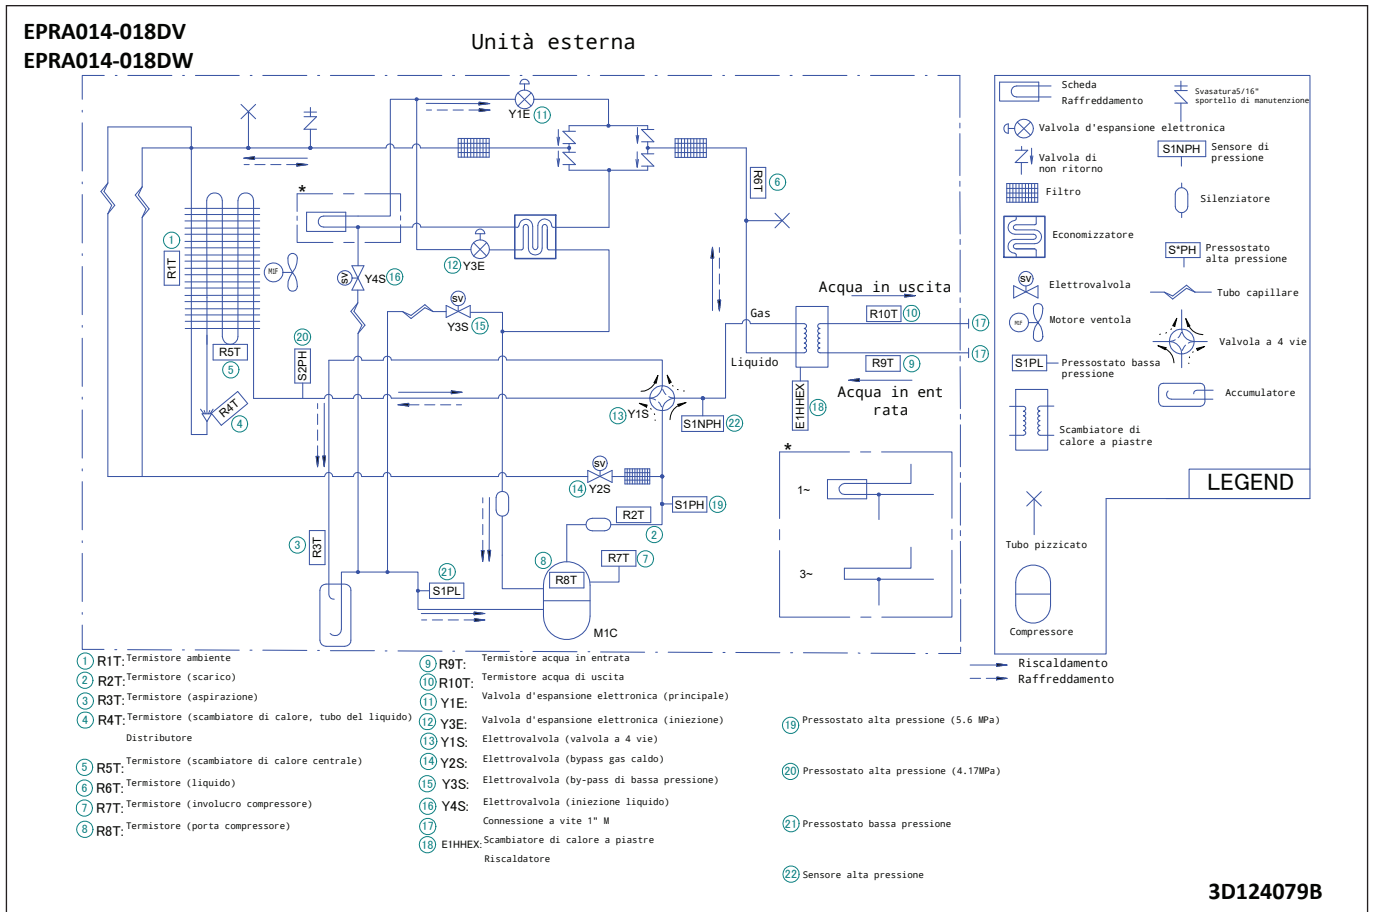 EPRA014-018DV
EPRA014-018DW
Unità esterna
Y1E 11
R6T 6
*
1
R1T
M1F
SV
Y4S 16
12 Y3E
SV
Y3S 15
Acqua in uscita
R10T 10
17
Gas
Liquido
17
R9T 9
Acqua in ent
rata
E1HHEX 18
R5T
5
20
S2PH
R4T
4
13 Y1S
S1NPH 22
SV
14 Y2S
S1PH 19
R2T
2
3 R3T
8
R8T
R7T 7
21
S1PL
M1C
*
1~
3~
Scheda
Raffreddamento
Valvola d'espansione elettronica
Valvola di
non ritorno
Filtro
Economizzatore
SV
Elettrovalvola
M1F
Motore ventola
S1PL
Pressostato bassa
pressione
Scambiatore di
calore a piastre
Svasatura5/16"
sportello di manutenzione
S1NPH
Sensore di
pressione
Silenziatore
S*PH
Pressostato
alta pressione
Tubo capillare
Valvola a 4 vie
Accumulatore
LEGEND
Tubo pizzicato
Compressore
Riscaldamento
Raffreddamento
1 R1T: Termistore ambiente
2 R2T: Termistore (scarico)
3 R3T: Termistore (aspirazione)
4 R4T: Termistore (scambiatore di calore, tubo del liquido)
Distributore
5 R5T: Termistore (scambiatore di calore centrale)
6 R6T: Termistore (liquido)
7 R7T: Termistore (involucro compressore)
8 R8T: Termistore (porta compressore)
9 R9T: Termistore acqua in entrata
10 R10T: Termistore acqua di uscita
11 Y1E: Valvola d'espansione elettronica (principale)
12 Y3E: Valvola d'espansione elettronica (iniezione)
13 Y1S: Elettrovalvola (valvola a 4 vie)
14 Y2S: Elettrovalvola (bypass gas caldo)
15 Y3S: Elettrovalvola (by-pass di bassa pressione)
16 Y4S: Elettrovalvola (iniezione liquido)
17 Connessione a vite 1" M
18 E1HHEX: Scambiatore di calore a piastre
Riscaldatore
19 Pressostato alta pressione (5.6 MPa)
20 Pressostato alta pressione (4.17MPa)
21 Pressostato bassa pressione
22 Sensore alta pressione
3D124079B